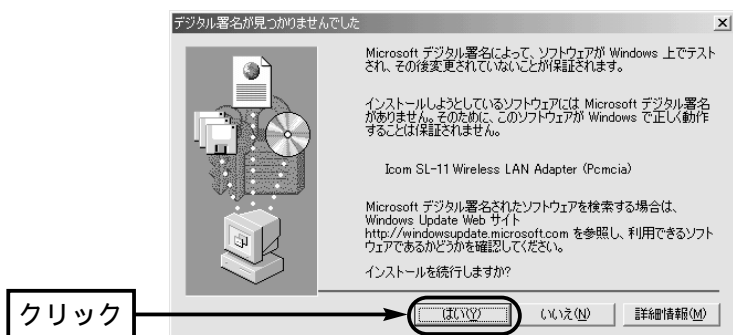 デジタル署名が見つかりませんでした
Microsoft デジタル署名によって、ソフトウェアが Windows 上でテスト
され、その後変更されていないことが保証されます。
インストールしようとしているソフトウェアには Microsoft デジタル署名
がありません。そのために、このソフトウェアが Windows で正しく動作
することは保証されません。
Icom SL-11 Wireless LAN Adapter (Pcmcia)
Microsoft デジタル署名されたソフトウェアを検索する場合は、
Windows Update Web サイト
http://windowsupdate.microsoft.com を参照し、利用できるソフト
ウェアであるかどうかを確認してください。
インストールを続行しますか?
クリック
はい(Y) いいえ(N) 詳細情報(M)